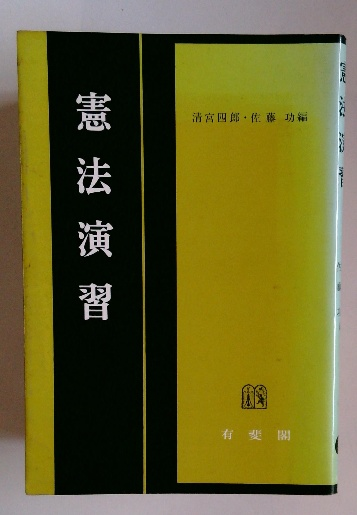 憲法演習
清宮四郎・佐藤 功編
有斐閣
憲法演習